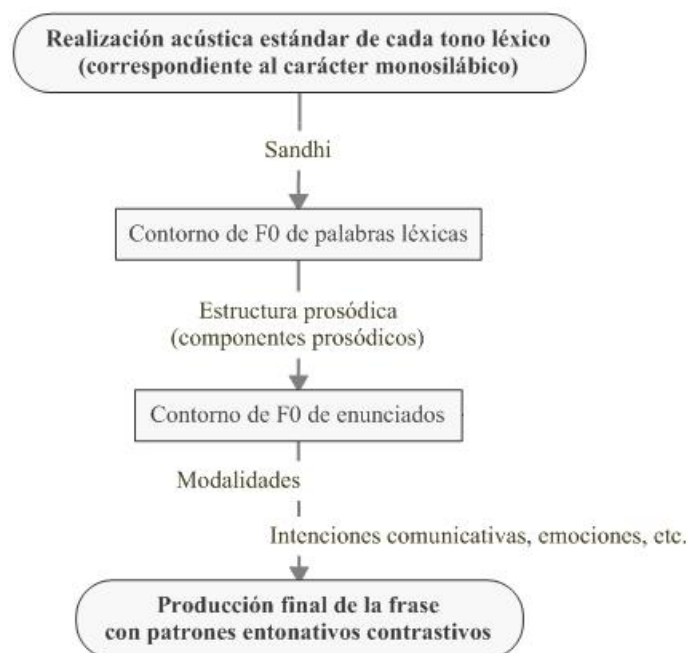 Realización acústica estándar de cada tono léxico
(correspondiente al carácter monosilábico)
Sandhi
Contorno de F0 de palabras léxicas
Estructura prosódica
(componentes prosódicos)
Contorno de F0 de enunciados
Modalidades
Intenciones comunicativas, emociones, etc.
Producción final de la frase
con patrones entonativos contrastivos